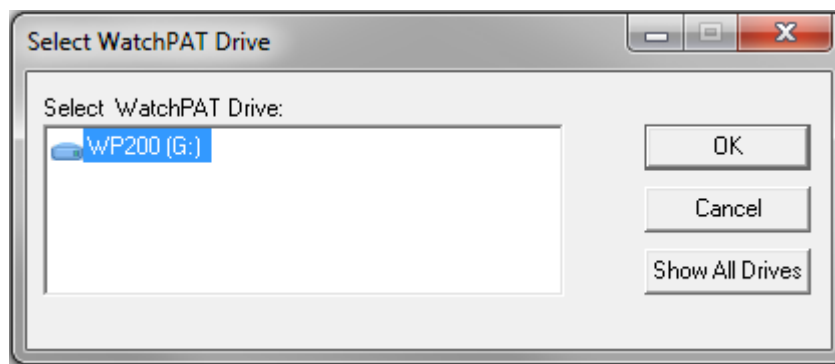 Select WatchPAT Drive
Select WatchPAT Drive:
WP200 (G:)
OK
Cancel
Show All Drives